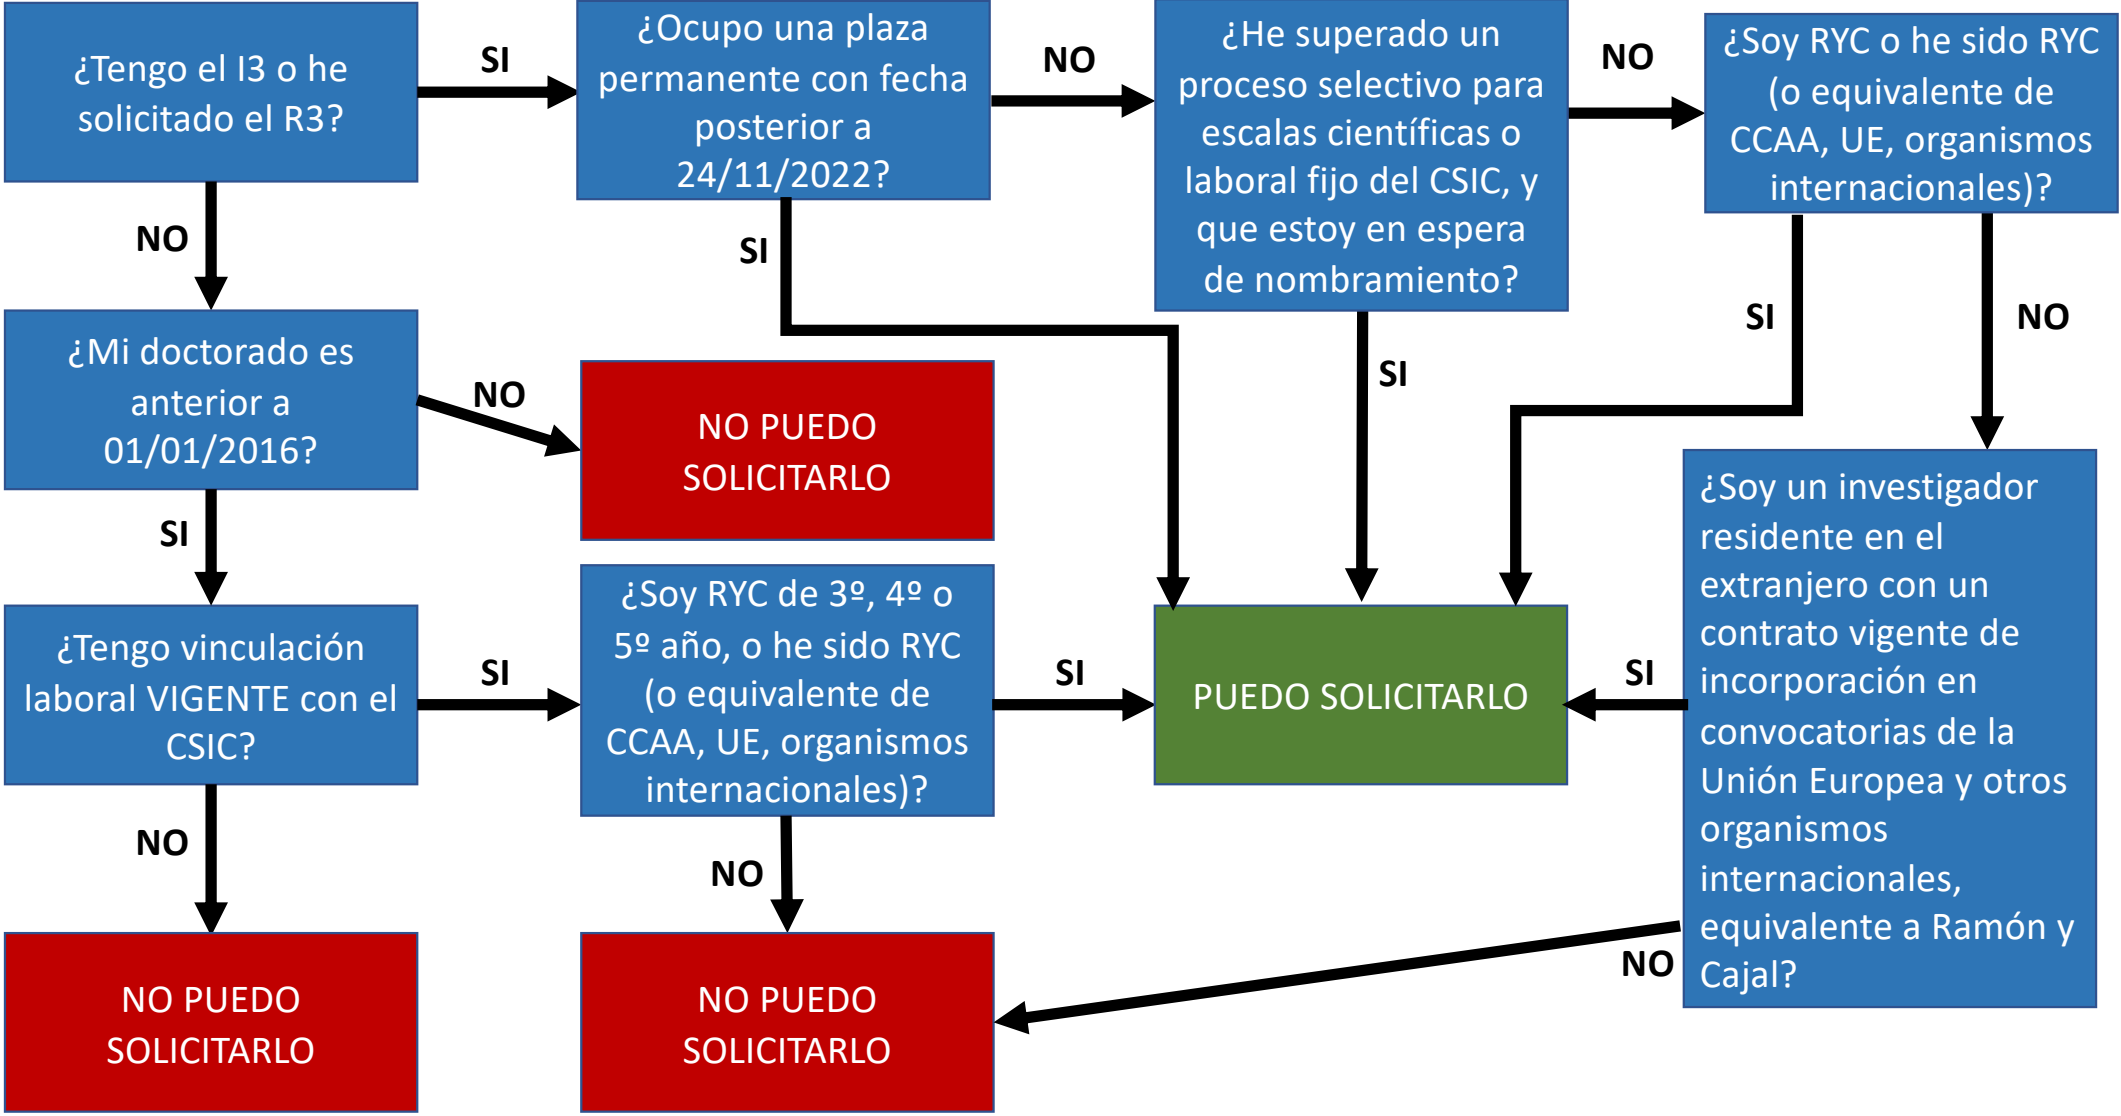 ¿Tengo el I3 o he
solicitado el R3?
SI
¿Ocupo una plaza
permanente con fecha
posterior a
24/11/2022?
NO
¿He superado un
proceso selectivo para
escalas científicas o
laboral fijo del CSIC, y
que estoy en espera
de nombramiento?
NO
¿Soy RYC o he sido RYC
(o equivalente de
CCAA, UE, organismos
internacionales)?
NO
SI
SI
SI
NO
¿Mi doctorado es
anterior a
01/01/2016?
NO
NO PUEDO
SOLICITARLO
SI
¿Tengo vinculación
laboral VIGENTE con el
CSIC?
SI
¿Soy RYC de 3º, 4º o
5º año, o he sido RYC
(o equivalente de
CCAA, UE, organismos
internacionales)?
SI
PUEDO SOLICITARLO
SI
¿Soy un investigador
residente en el
extranjero con un
contrato vigente de
incorporación en
convocatorias de la
Unión Europea y otros
organismos
internacionales,
equivalente a Ramón y
Cajal?
NO
NO
NO
NO PUEDO
SOLICITARLO
NO PUEDO
SOLICITARLO